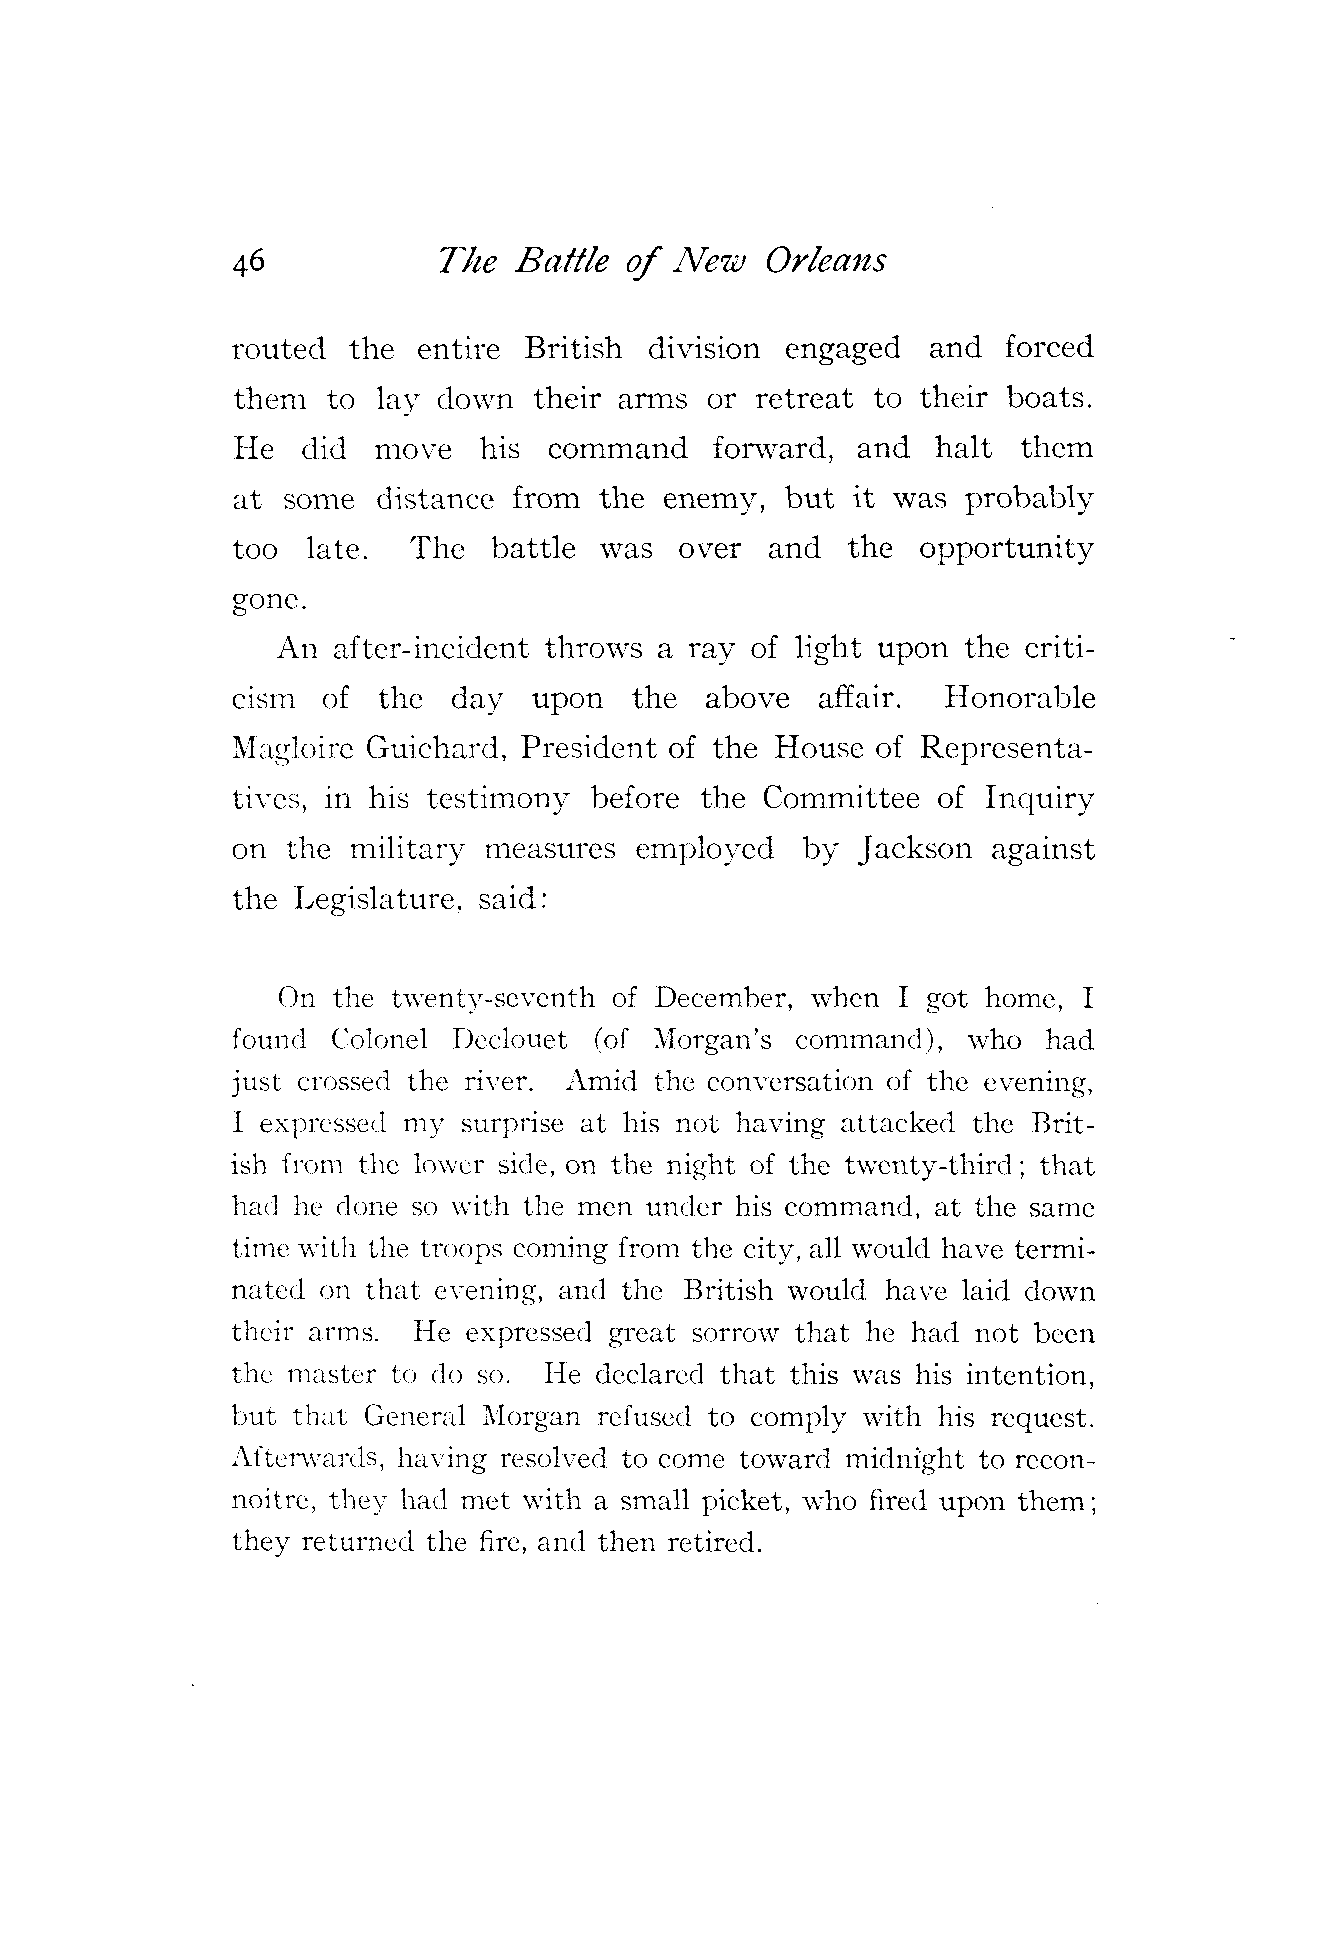 46 The Battle of New Orleans
routed the entire British division engaged and forced
them to lay down their arms or retreat to their boats.
He did move his command forward, and halt them
at some distance from the enemy, but it was probably
too late. The battle was over and the opportunity
gone.
An after-incident throws a ray of light upon the criti-
cism of the day upon the above affair. Honorable
Magloire Guichard, President of the House of Representa-
tives, in his testimony before the Committee of Inquiry
on the military measures employed by Jackson against
the Legislature, said:
On the twenty-seventh of December, when I got home, I
found Colonel Declouet (of Morgan's command), who had
just crossed the river. Amid the conversation of the evening,
I expressed my surprise at his not having attacked the Brit-
ish from the lower side, on the night of the twenty-third; that
had he done so with the men under his command, at the same
time with the troops coming from the city, all would have termi-
nated on that evening, and the British would have laid down
their arms. He expressed great sorrow that he had not been
the master to do so. He declared that this was his intention,
but that General Morgan refused to comply with his request.
Afterwards, having resolved to come toward midnight to recon-
noitre, they had met with a small picket, who fired upon them;
they returned the fire, and then retired.